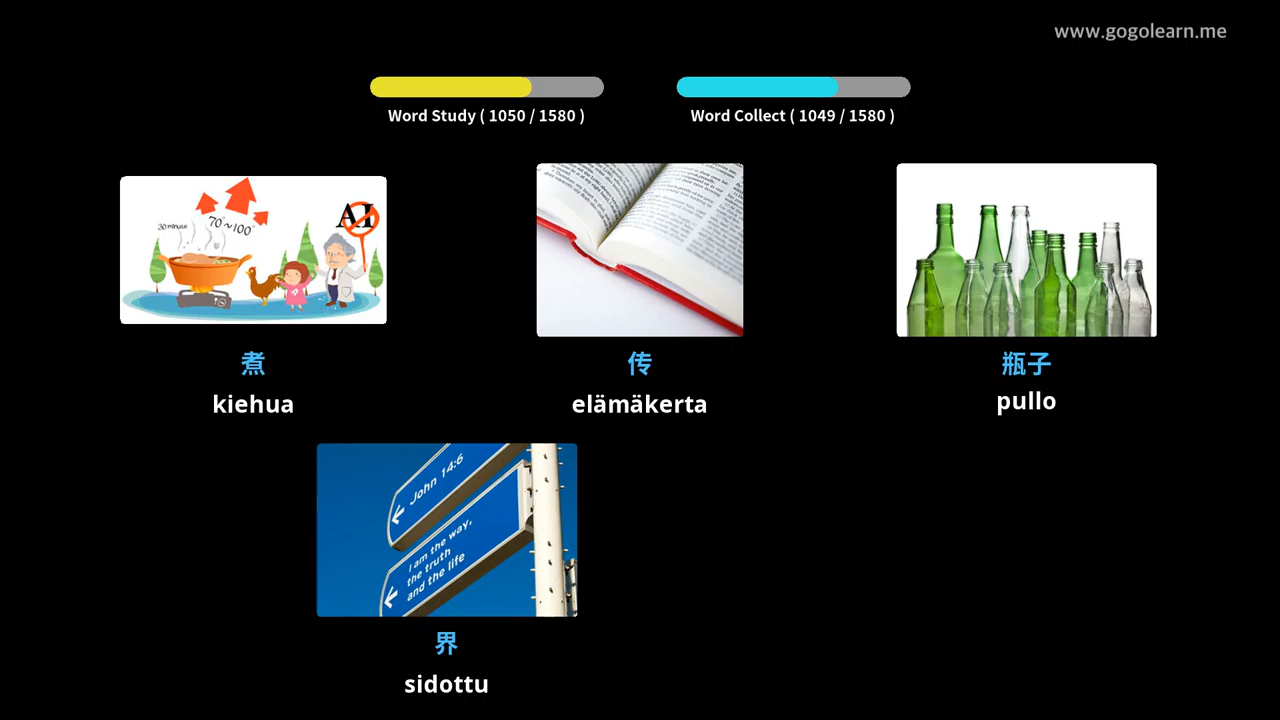 www.gogolearn.me
Word Study ( 1050 / 1580 )
Word Collect ( 1049 / 1580 )
30 minute
70°~100°
AI
煮
kiehua
传
elämäkerta
瓶子
pullo
John 14:6
I am the way,
the truth
and the life
界
sidottu